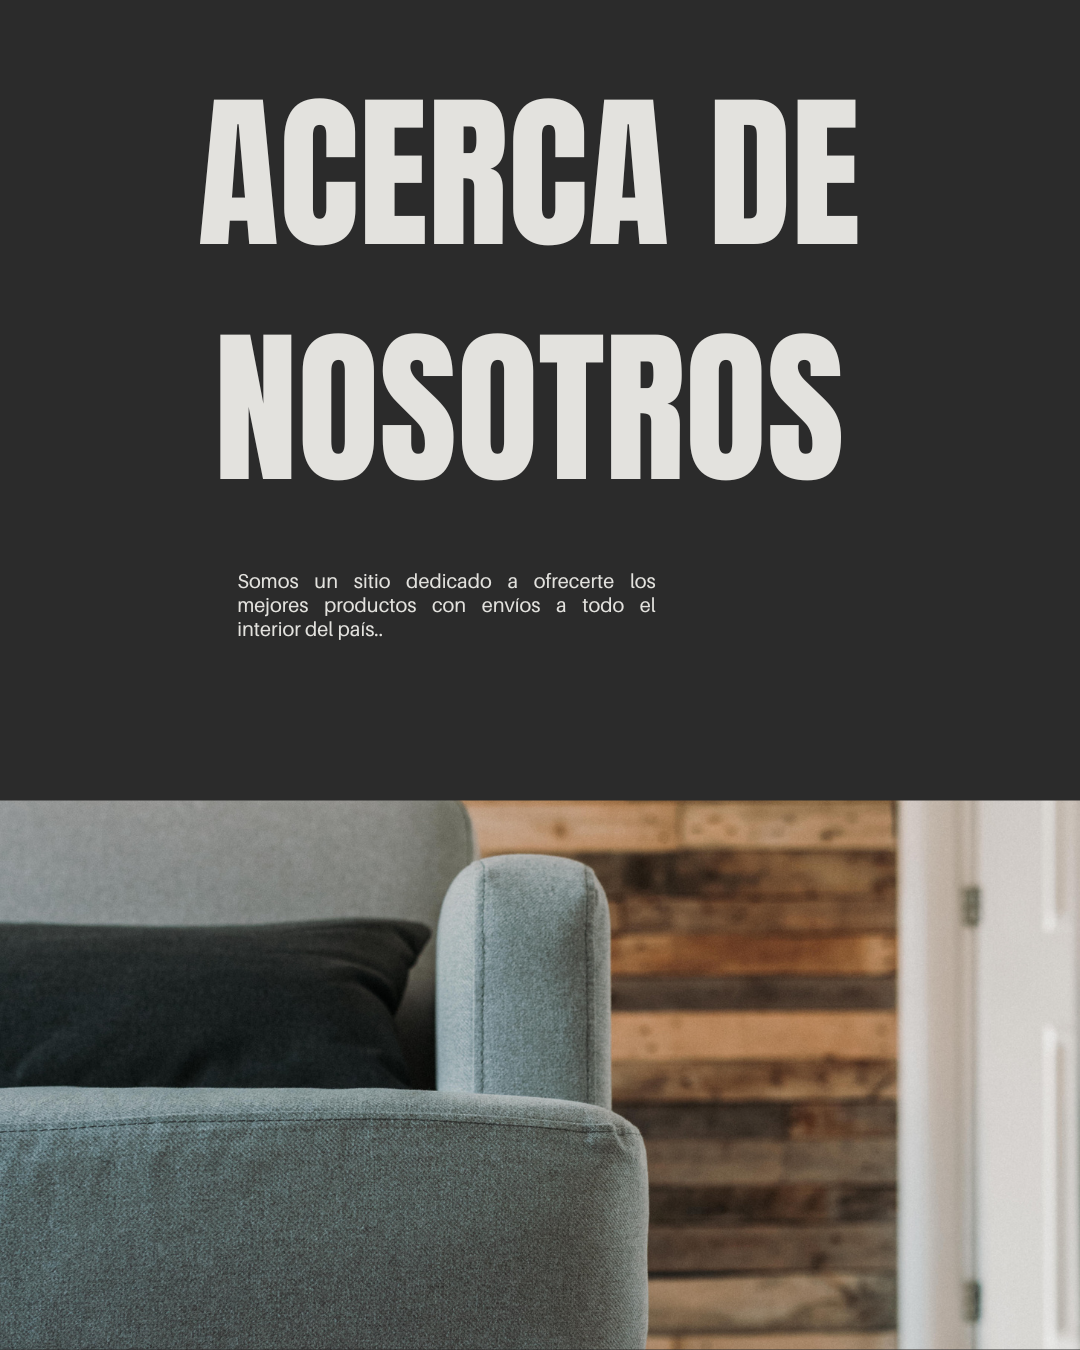 ACERCA DE
NOSOTROS
Somos un sitio dedicado a ofrecerte los
mejores productos con envíos a todo el
interior del país..